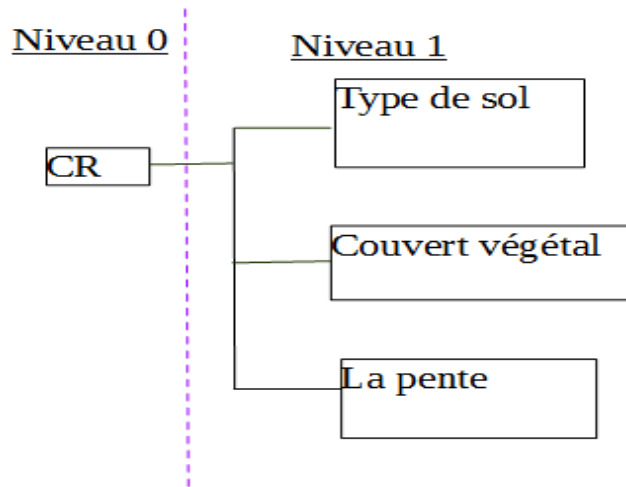 Niveau 0
Niveau 1
Type de sol
CR
Couvert végétal
La pente